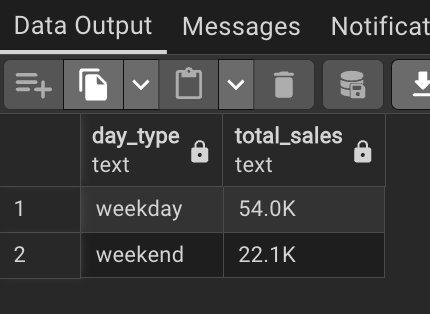 Data Output Messages Notificat
day_type total_sales
text text
1 weekday 54.0K
2 weekend 22.1K